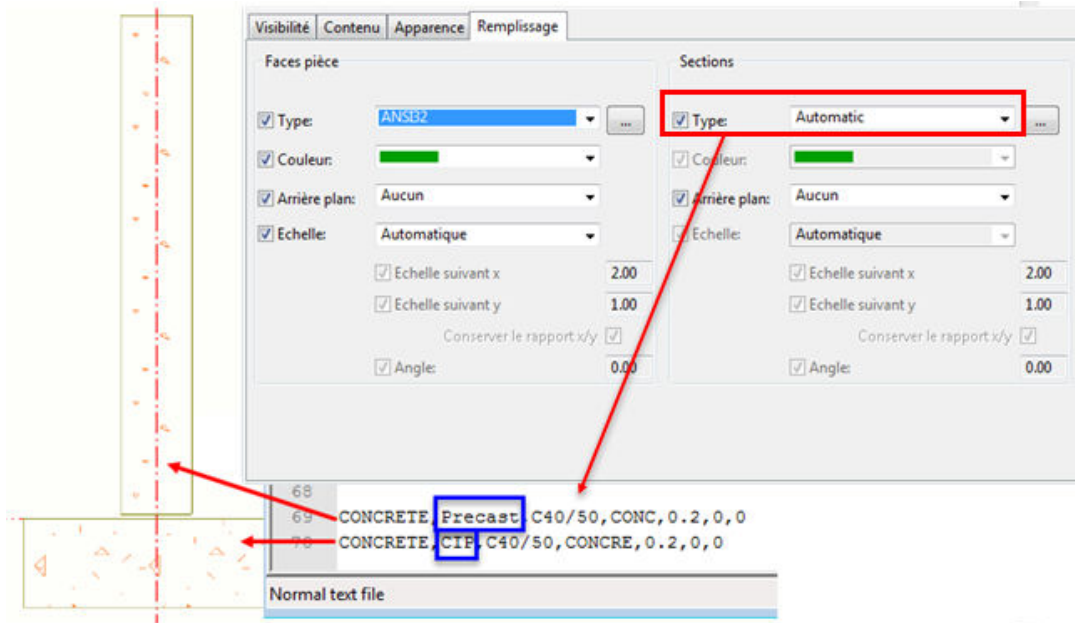 Visibilité Contenu Apparence Remplissage
Faces pièce
Type: ANSI32 ...
Couleur:
Arrière plan: Aucun
Echelle: Automatique
Echelle suivant x 2.00
Echelle suivant y 1.00
Conserver le rapport x/y
Angle: 0.00
Sections
Type: Automatic ...
Couleur:
Arrière plan: Aucun
Echelle: Automatique
Echelle suivant x 2.00
Echelle suivant y 1.00
Conserver le rapport x/y
Angle: 0.00
68
69 CONCRETE,Precast,C40/50,CONC,0.2,0,0
70 CONCRETE,CIP,C40/50,CONCRE,0.2,0,0
Normal text file